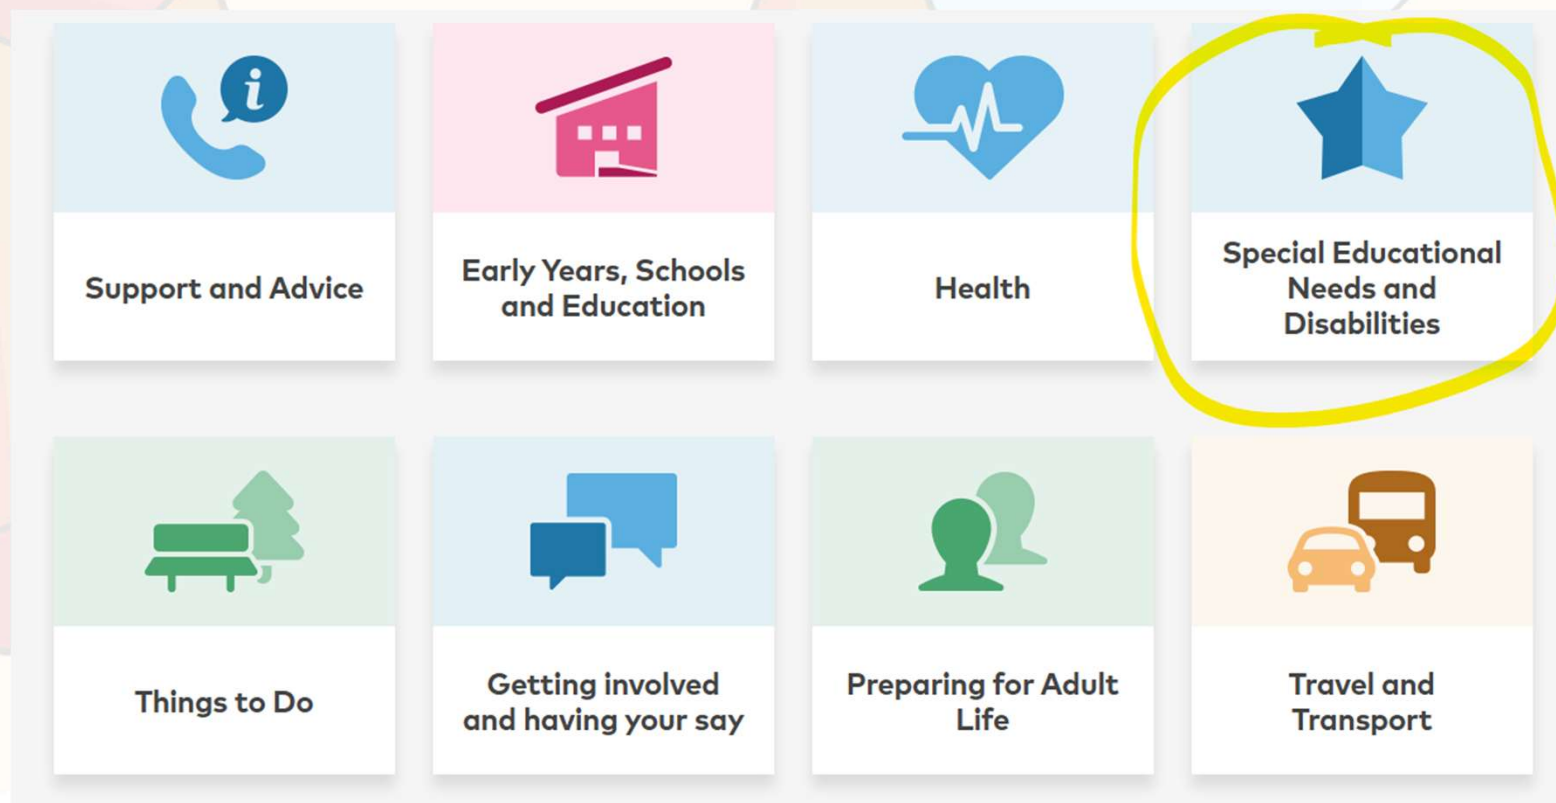 Support and Advice
Early Years, Schools
and Education
Health
Special Educational
Needs and
Disabilities
Things to Do
Getting involved
and having your say
Preparing for Adult
Life
Travel and
Transport